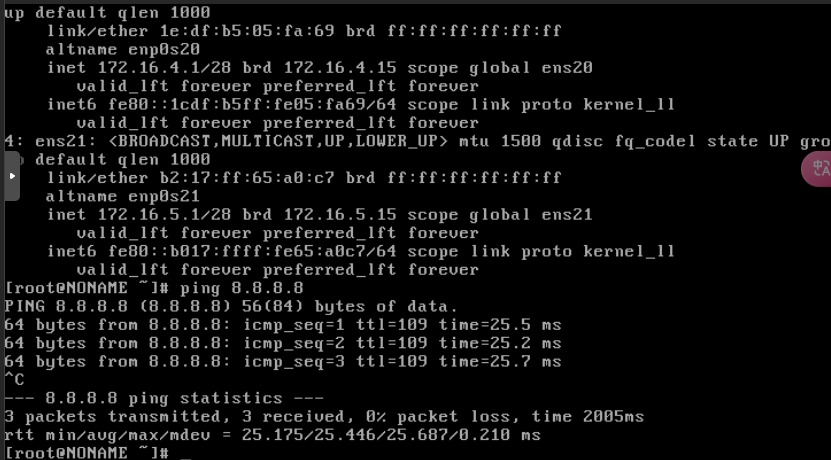 up default qlen 1000
    link/ether 1e:df:b5:05:fa:69 brd ff:ff:ff:ff:ff:ff
    altname enp0s20
    inet 172.16.4.1/28 brd 172.16.4.15 scope global ens20
       valid_lft forever preferred_lft forever
    inet6 fe80::1cdf:b5ff:fe05:fa69/64 scope link proto kernel_ll
       valid_lft forever preferred_lft forever
4: ens21: <BROADCAST,MULTICAST,UP,LOWER_UP> mtu 1500 qdisc fq_codel state UP gro
default qlen 1000
    link/ether b2:17:ff:65:a0:c7 brd ff:ff:ff:ff:ff:ff
    altname enp0s21
    inet 172.16.5.1/28 brd 172.16.5.15 scope global ens21
       valid_lft forever preferred_lft forever
    inet6 fe80::b017:ffff:fe65:a0c7/64 scope link proto kernel_ll
       valid_lft forever preferred_lft forever
[root@NONAME ~]# ping 8.8.8.8
PING 8.8.8.8 (8.8.8.8) 56(84) bytes of data.
64 bytes from 8.8.8.8: icmp_seq=1 ttl=109 time=25.5 ms
64 bytes from 8.8.8.8: icmp_seq=2 ttl=109 time=25.2 ms
64 bytes from 8.8.8.8: icmp_seq=3 ttl=109 time=25.7 ms
^C
--- 8.8.8.8 ping statistics ---
3 packets transmitted, 3 received, 0% packet loss, time 2005ms
rtt min/avg/max/mdev = 25.175/25.446/25.687/0.210 ms
[root@NONAME ~]# _